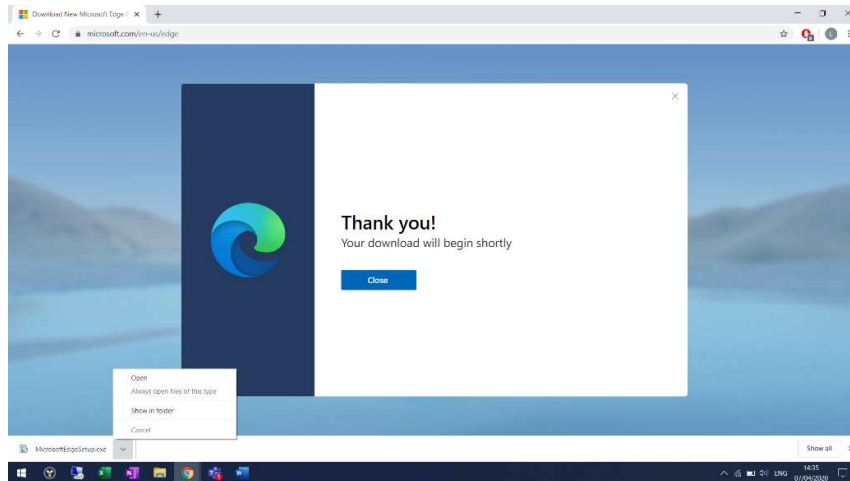 Download New Microsoft Edge
microsoft.com/en-us/edge
L
Thank you!
Your download will begin shortly
Close
Open
Always open files of this type
Show in folder
Cancel
MicrosoftEdgeSetup.exe
Show all
ENG
14:35
07/04/2020